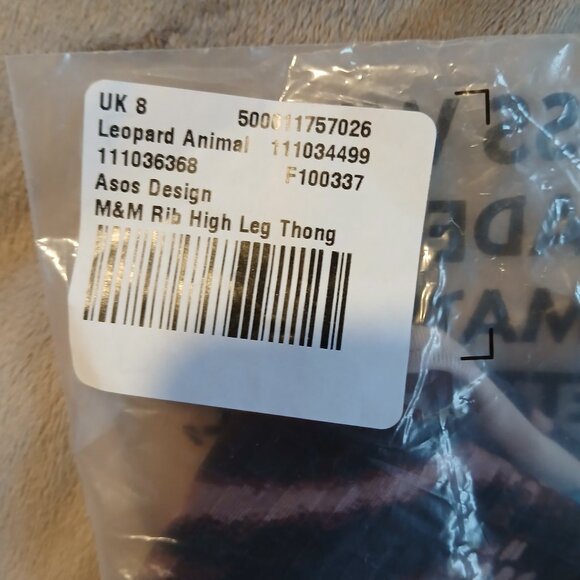 UK 8 500011757026
Leopard Animal 111034499
111036368 F100337
Asos Design
M&M Rib High Leg Thong